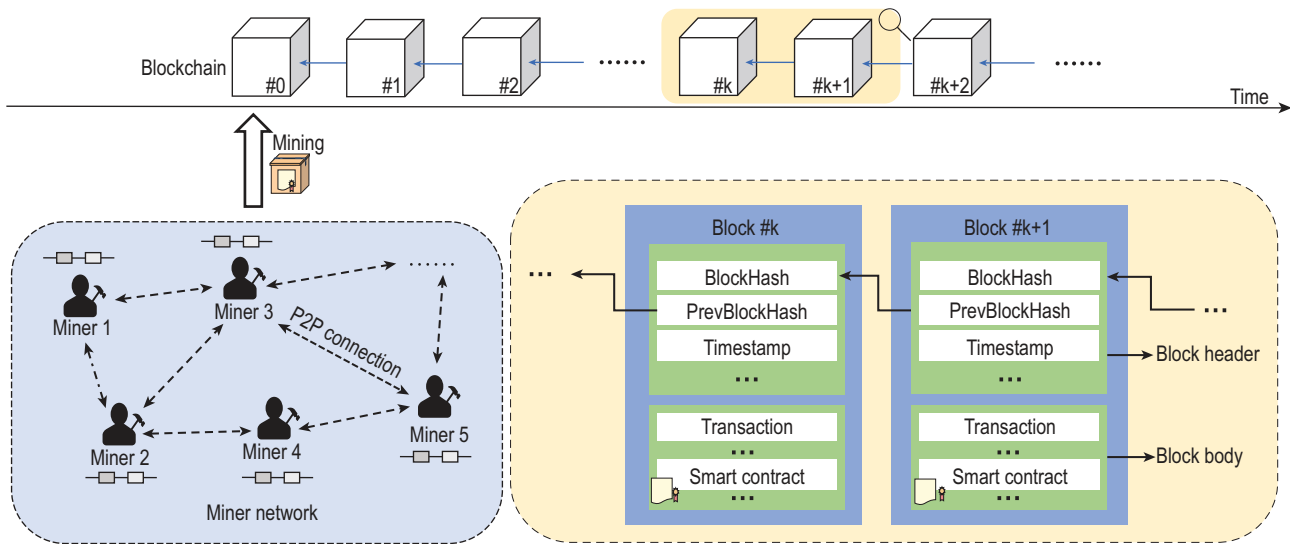 Blockchain
#0
#1
#2
......
#k
#k+1
#k+2
......
Time
Mining
Miner 1
Miner 3
......
P2P connection
Miner 2
Miner 4
Miner 5
Miner network
Block #k
BlockHash
PrevBlockHash
Timestamp
...
Transaction
...
Smart contract
...
Block #k+1
BlockHash
PrevBlockHash
Timestamp
...
Transaction
...
Smart contract
...
...
...
Block header
Block body